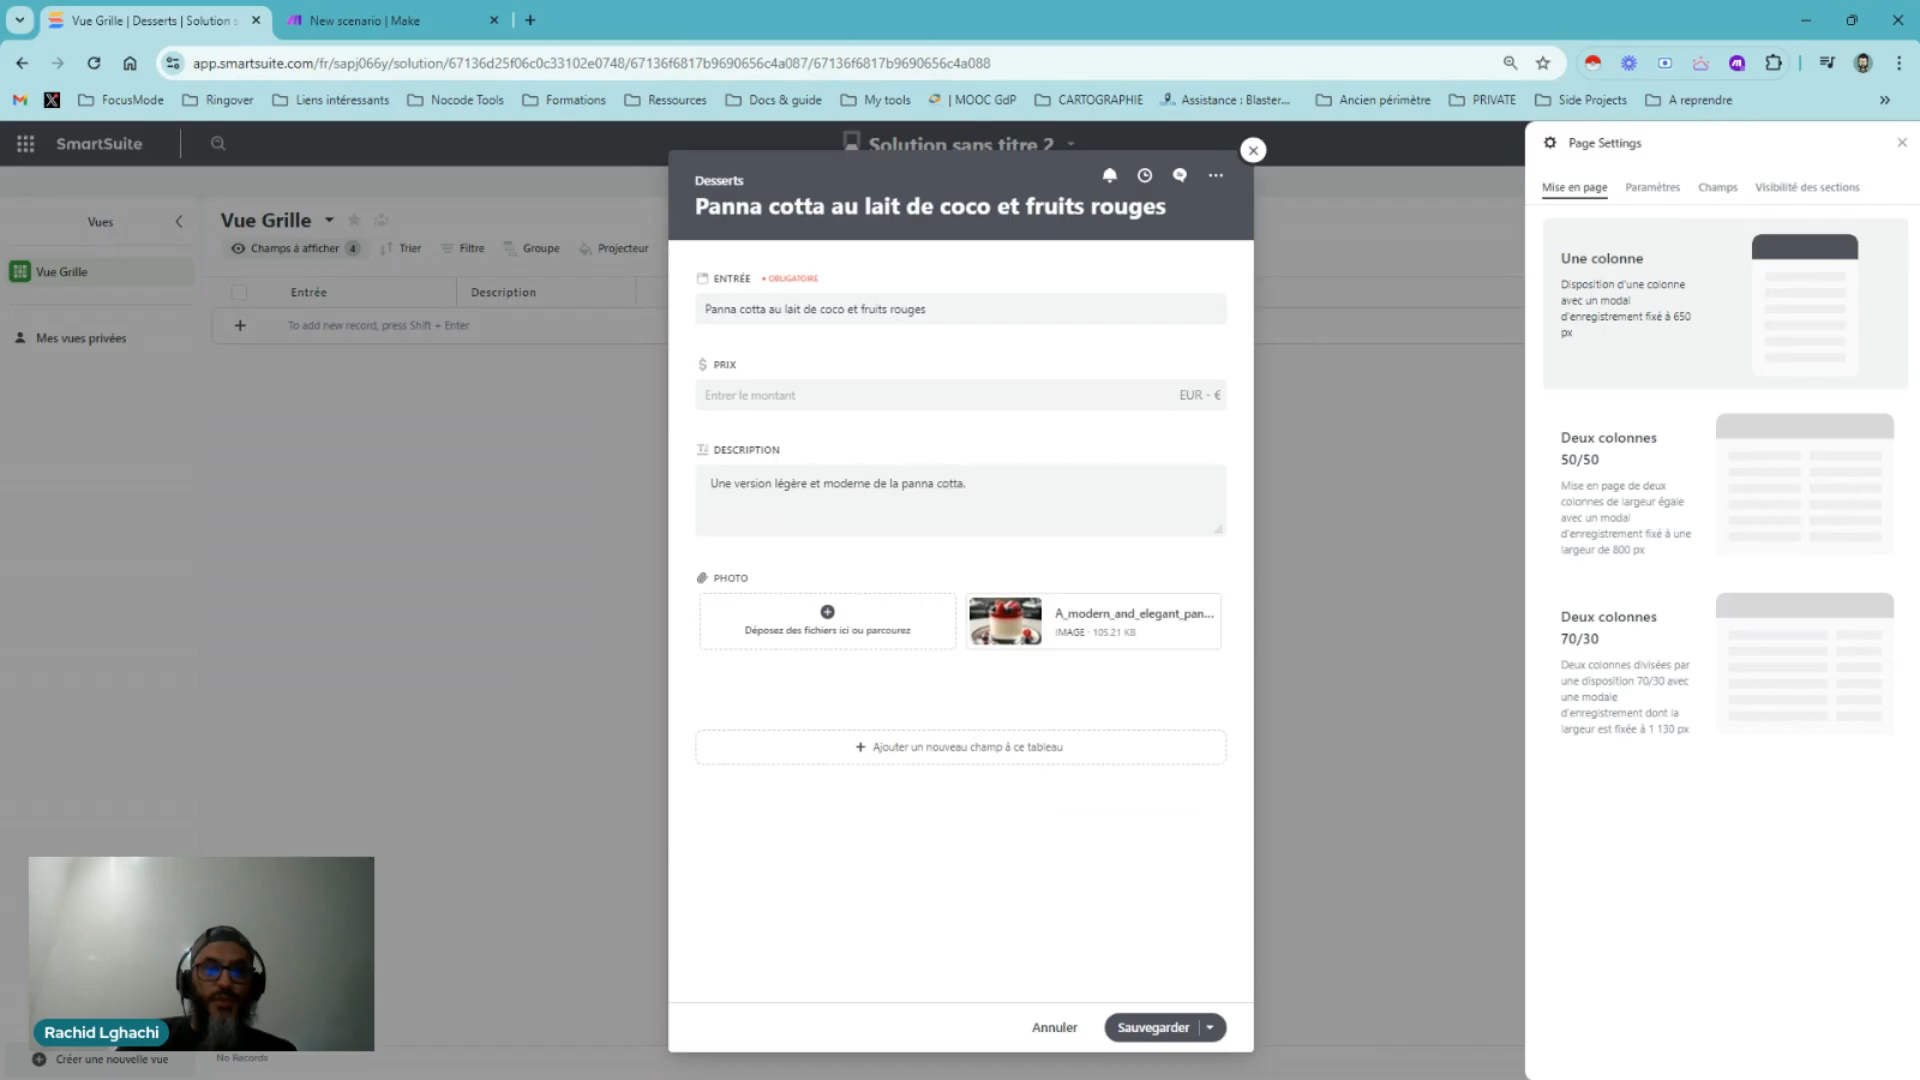 Vue Grille | Desserts | Solution s
New scenario | Make
app.smartsuite.com/fr/sapj066y/solution/67136d25f06c0c33102e0748/67136f6817b9690656c4a087/67136f6817b9690656c4a088
FocusMode
Ringover
Liens intéressants
Nocode Tools
Formations
Ressources
Docs & guide
My tools
| MOOC GdP
CARTOGRAPHIE
Assistance : Blaster...
Ancien périmètre
PRIVATE
Side Projects
A reprendre
SmartSuite
Solution sans titre 2
Vues
Vue Grille
Mes vues privées
Créer une nouvelle vue
Vue Grille
Champs à afficher 4
Trier
Filtre
Groupe
Projecteur
Entrée
Description
To add new record, press Shift + Enter
No Records
Desserts
Panna cotta au lait de coco et fruits rouges
ENTRÉE • OBLIGATOIRE
Panna cotta au lait de coco et fruits rouges
PRIX
Entrer le montant
EUR - €
DESCRIPTION
Une version légère et moderne de la panna cotta.
PHOTO
Déposez des fichiers ici ou parcourez
A_modern_and_elegant_pan...
IMAGE · 105.21 KB
Ajouter un nouveau champ à ce tableau
Annuler
Sauvegarder
Page Settings
Mise en page
Paramètres
Champs
Visibilité des sections
Une colonne
Disposition d'une colonne
avec un modal
d'enregistrement fixé à 650
px
Deux colonnes
50/50
Mise en page de deux
colonnes de largeur égale
avec un modal
d'enregistrement fixé à une
largeur de 800 px
Deux colonnes
70/30
Deux colonnes divisées par
une disposition 70/30 avec
une modale
d'enregistrement dont la
largeur est fixée à 1 130 px
Rachid Lghachi